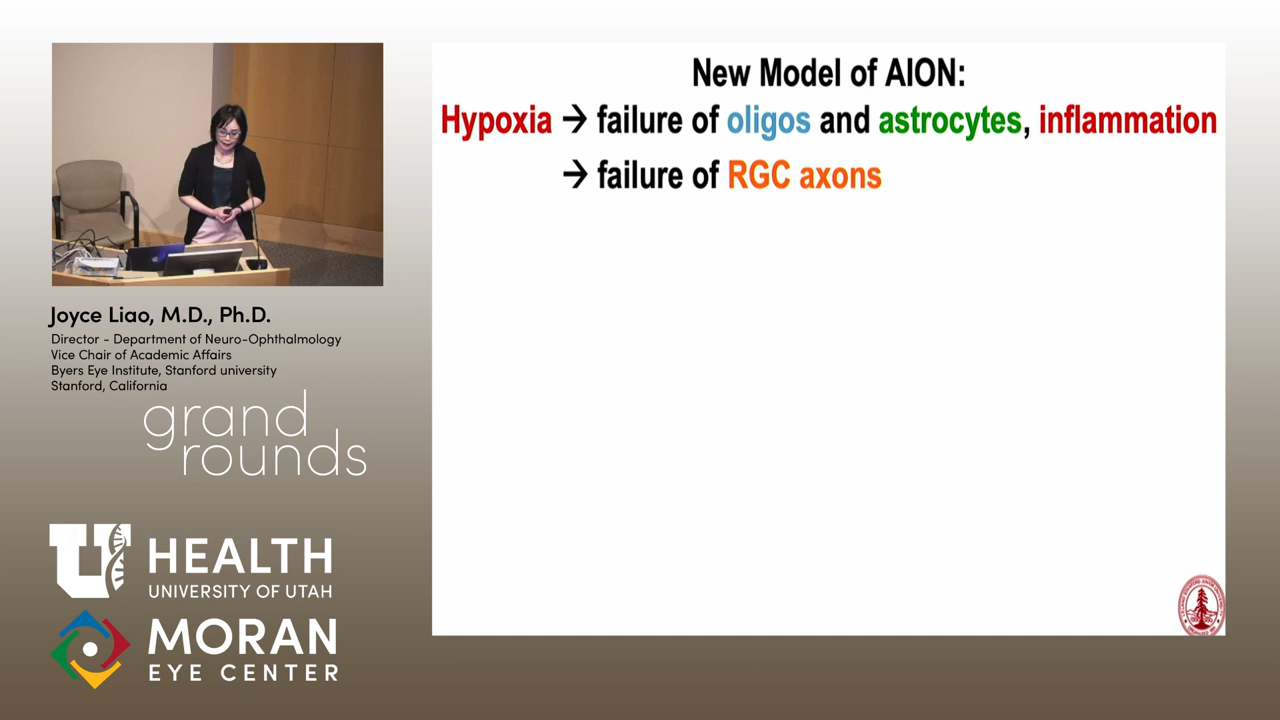 New Model of AION:
Hypoxia → failure of oligos and astrocytes, inflammation
→ failure of RGC axons
Joyce Liao, M.D., Ph.D.
Director - Department of Neuro-Ophthalmology
Vice Chair of Academic Affairs
Byers Eye Institute, Stanford university
Stanford, California
grand
rounds
U HEALTH
UNIVERSITY OF UTAH
MORAN
EYE CENTER